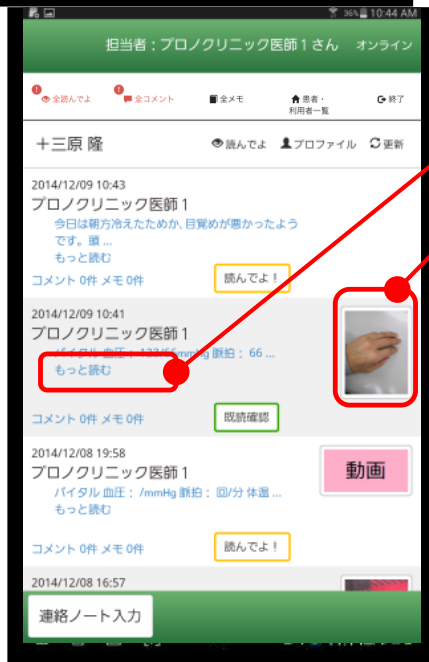 36% 10:44 AM
担当者：プロノクリニック医師1さん オンライン
全読んでよ 全コメント 全メモ 患者・利用者一覧 終了
十三原 隆 読んでよ プロファイル 更新
2014/12/09 10:43
プロノクリニック医師1
今日は朝方冷えたためか、目覚めが悪かったよう
です。頭 ...
もっと読む
コメント 0件 メモ 0件 読んでよ！
2014/12/09 10:41
プロノクリニック医師1
バイタル 血圧： mmHg 脈拍： 66 ...
もっと読む
コメント 0件 メモ 0件 既読確認
2014/12/08 19:58
プロノクリニック医師1 動画
バイタル 血圧： /mmHg 脈拍： 回/分 体温 ...
もっと読む
コメント 0件 メモ 0件 読んでよ！
2014/12/08 16:57
連絡ノート入力